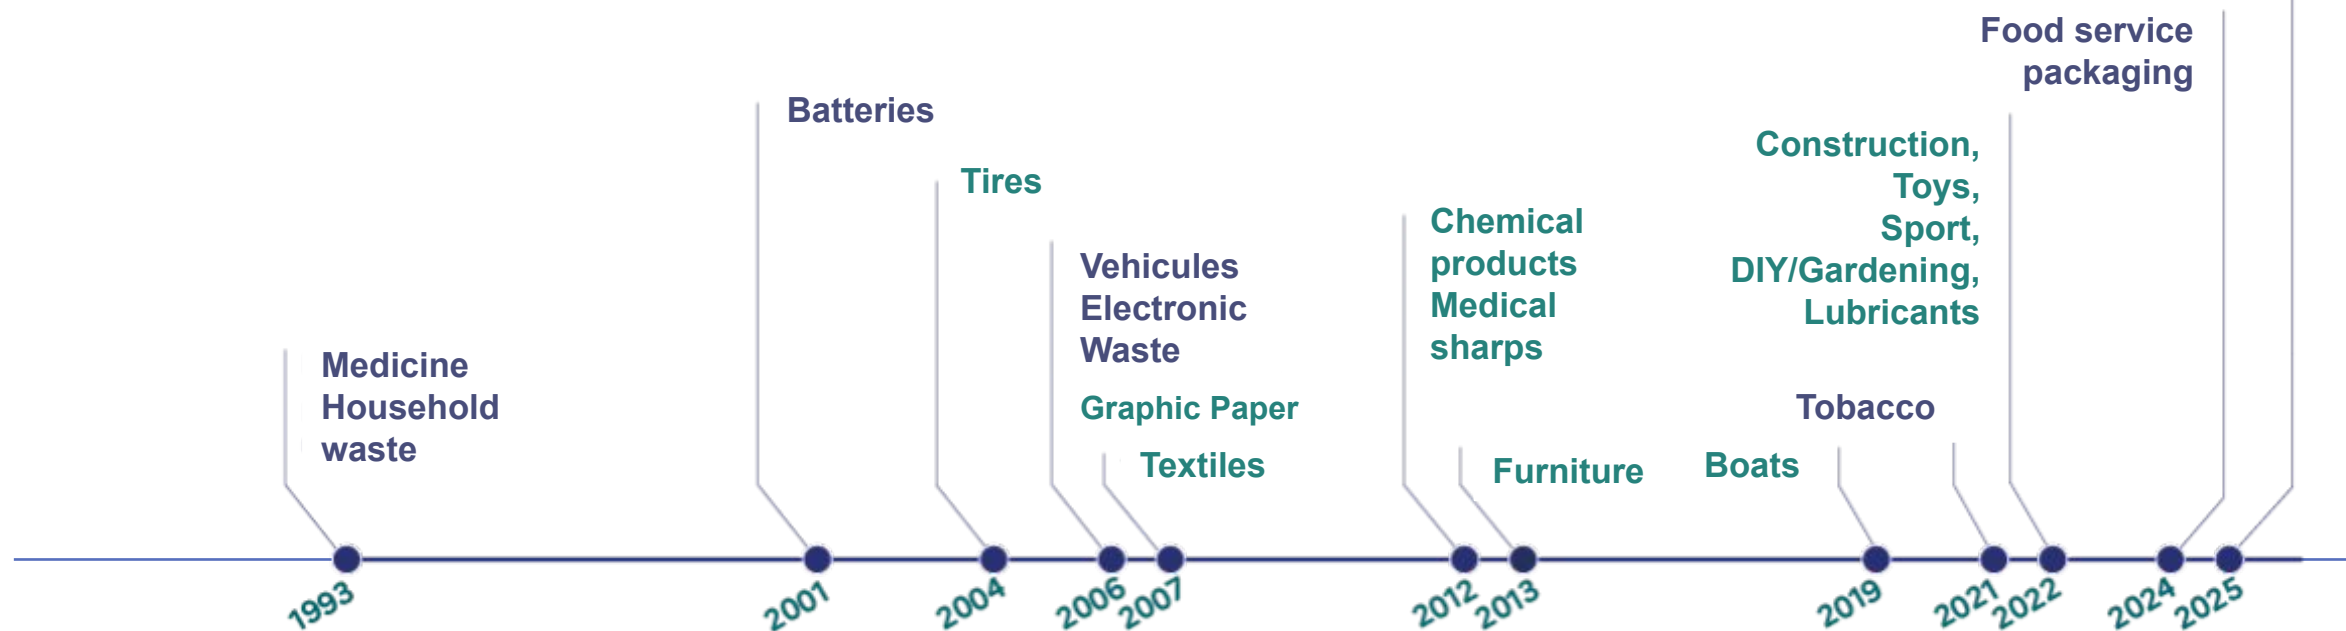 Food service
packaging
Batteries
Construction,
Toys,
Sport,
DIY/Gardening,
Lubricants
Tires
Chemical
products
Medical
sharps
Vehicules
Electronic
Waste
Graphic Paper
Medicine
Household
waste
Tobacco
Textiles
Furniture
Boats
1993
2001
2004
2006
2007
2012
2013
2019
2021
2022
2024
2025